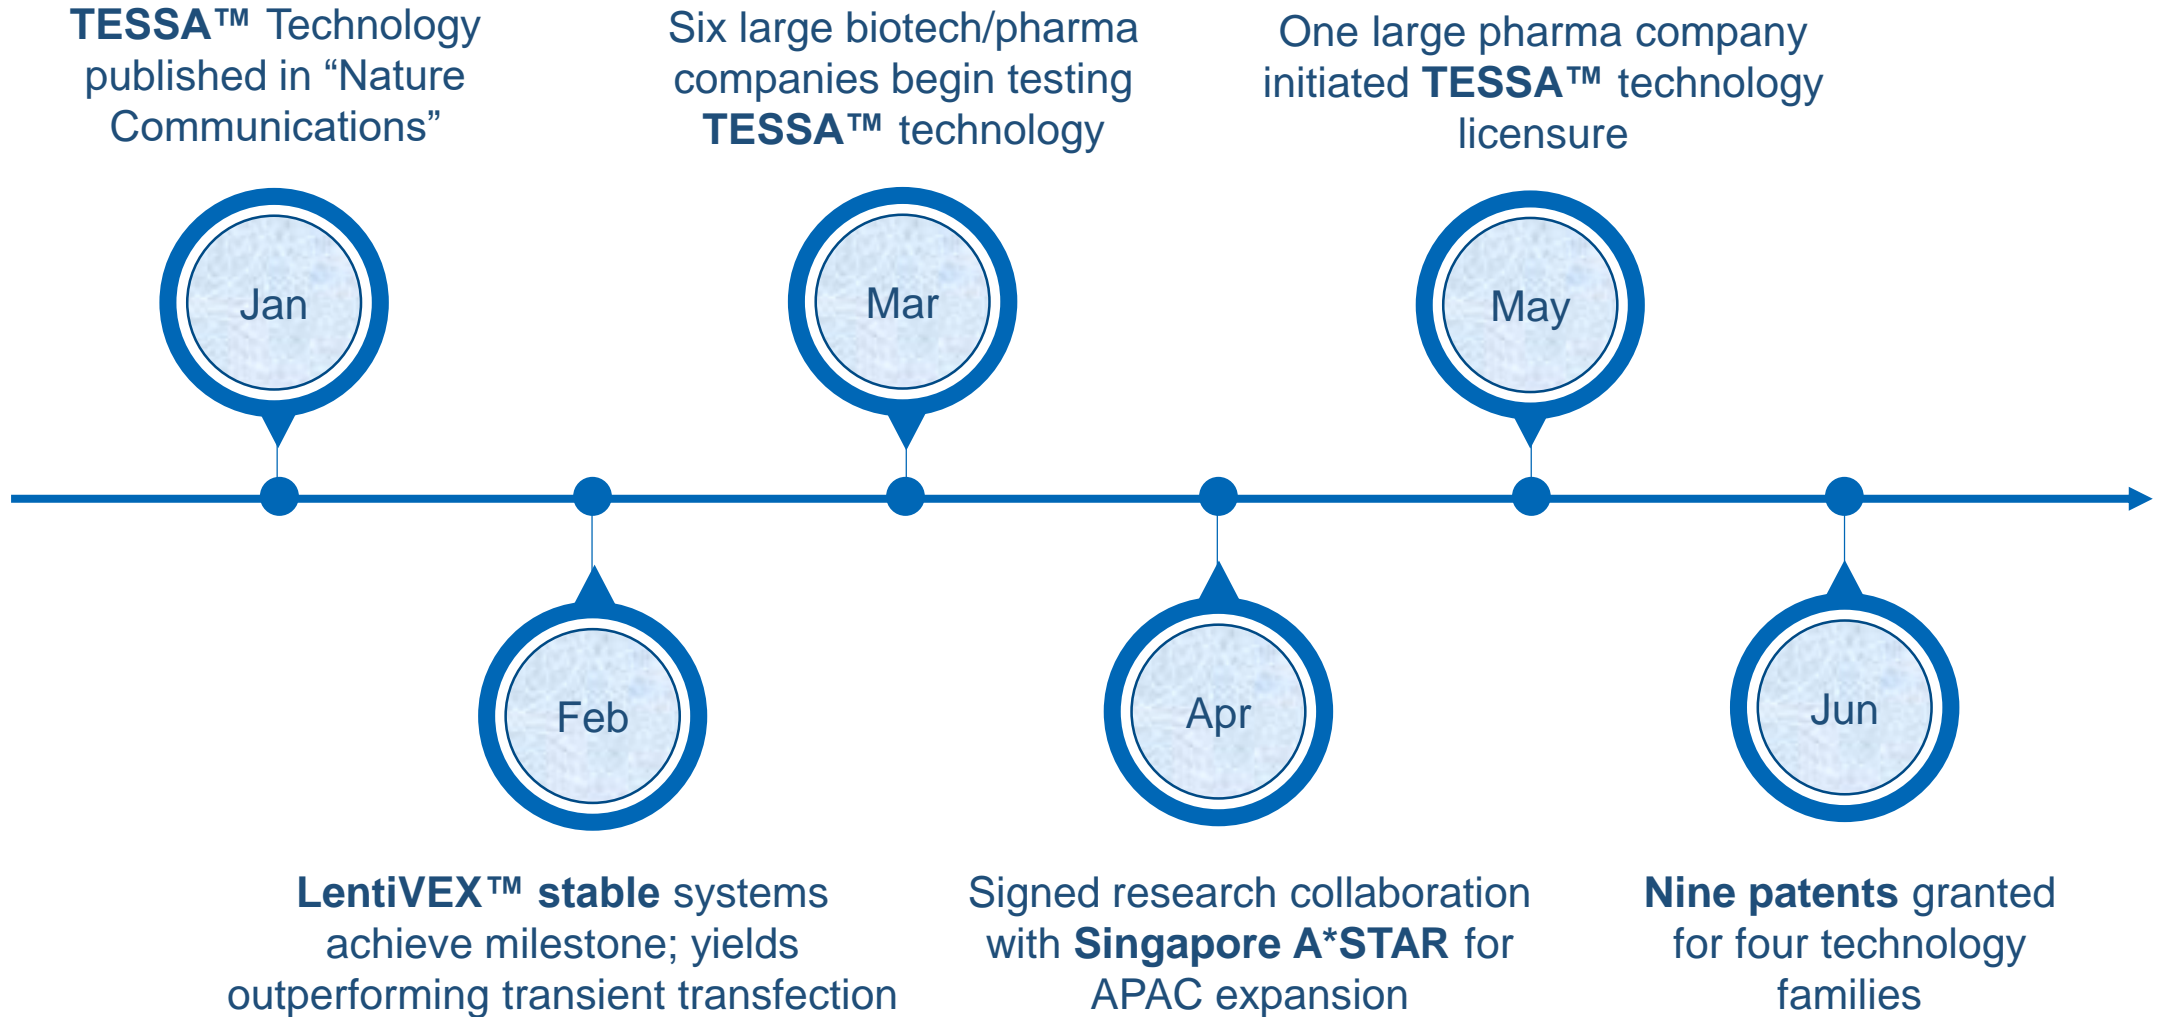 TESSA™ Technology
published in “Nature
Communications”
Six large biotech/pharma
companies begin testing
TESSA™ technology
One large pharma company
initiated TESSA™ technology
licensure
Jan
Mar
May
Feb
Apr
Jun
LentiVEX™ stable systems
achieve milestone; yields
outperforming transient transfection
Signed research collaboration
with Singapore A*STAR for
APAC expansion
Nine patents granted
for four technology
families